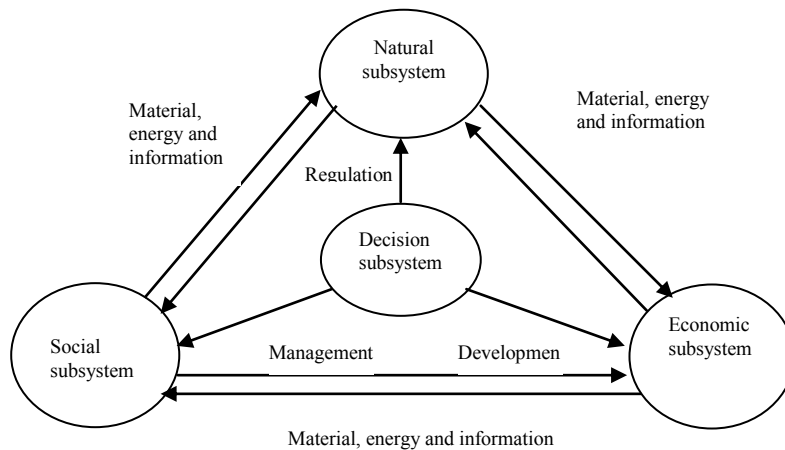 Natural
subsystem
Material,
energy and
information
Material, energy
and information
Regulation
Decision
subsystem
Social
subsystem
Economic
subsystem
Management
Developmen
Material, energy and information